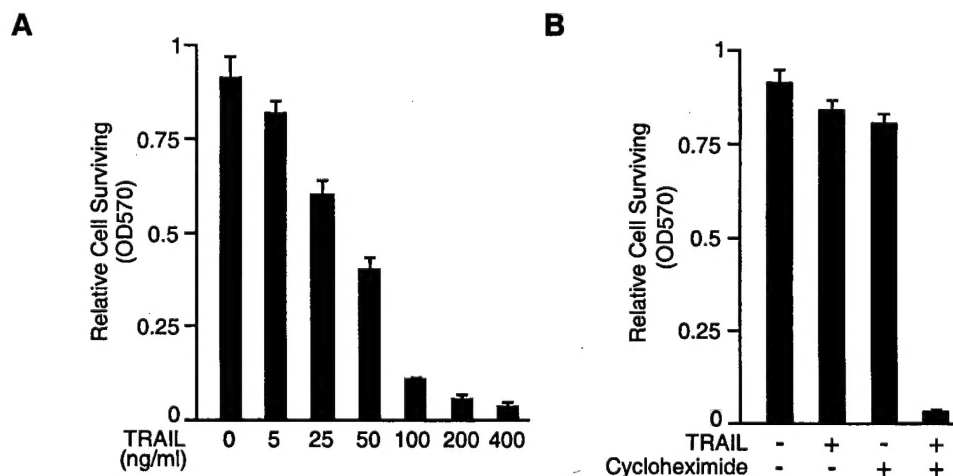 A
Relative Cell Surviving
(OD570)
1
0.75
0.5
0.25
0
TRAIL 0 5 25 50 100 200 400
(ng/ml)
B
Relative Cell Surviving
(OD570)
1
0.75
0.5
0.25
0
TRAIL - + - +
Cycloheximide - - + +